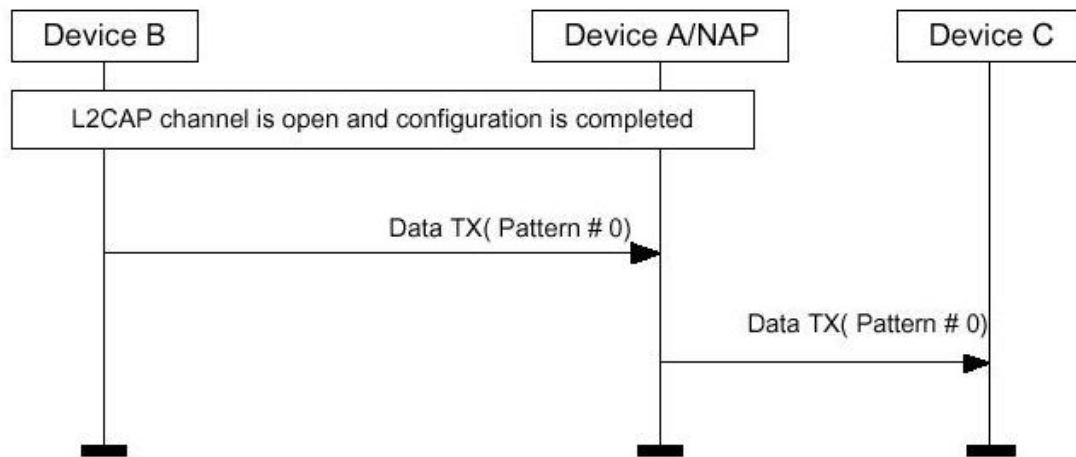 Device B
Device A/NAP
Device C
L2CAP channel is open and configuration is completed
Data TX( Pattern # 0)
Data TX( Pattern # 0)